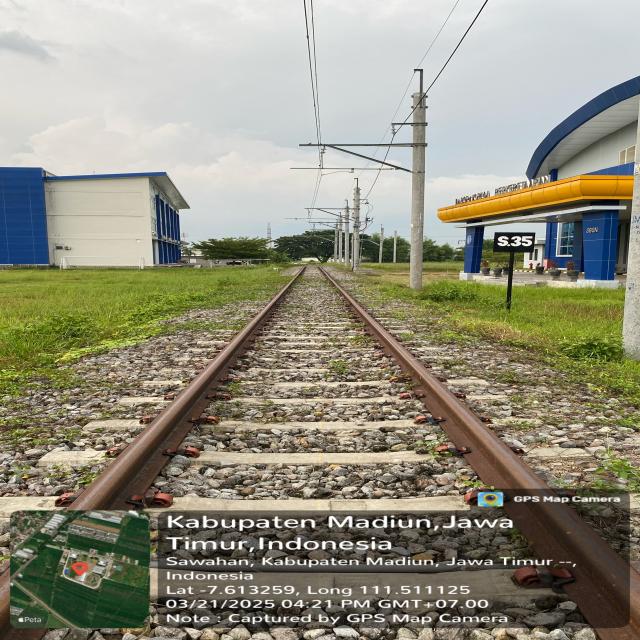 S.35
GPS Map Camera
Kabupaten Madiun,Jawa
Timur,Indonesia
Sawahan, Kabupaten Madiun, Jawa Timur --,
Indonesia
Lat -7.613259, Long 111.511125
03/21/2025 04:21 PM GMT+07.00
Note : Captured by GPS Map Camera
Peta